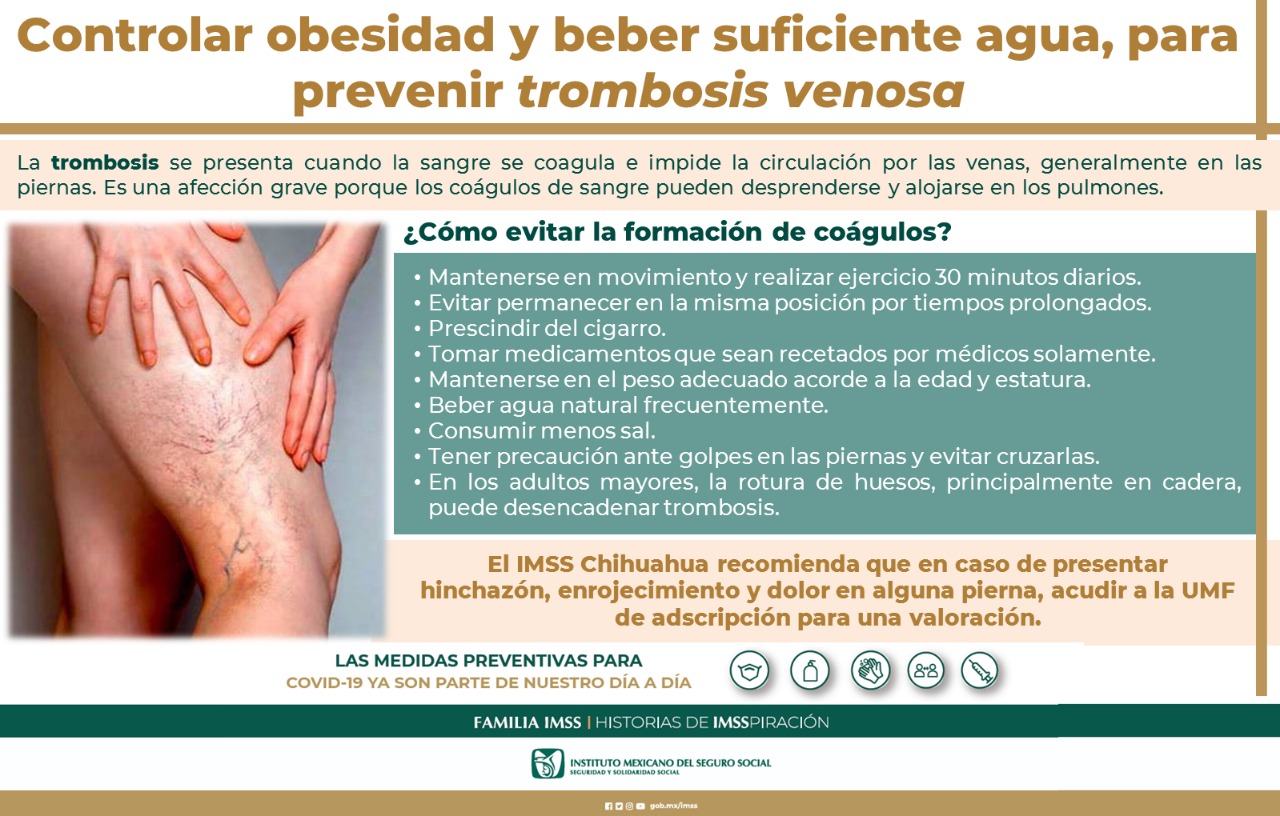 Controlar obesidad y beber suficiente agua, para
prevenir trombosis venosa
La trombosis se presenta cuando la sangre se coagula e impide la circulación por las venas, generalmente en las
piernas. Es una afección grave porque los coágulos de sangre pueden desprenderse y alojarse en los pulmones.
¿Cómo evitar la formación de coágulos?
• Mantenerse en movimiento y realizar ejercicio 30 minutos diarios.
• Evitar permanecer en la misma posición por tiempos prolongados.
• Prescindir del cigarro.
• Tomar medicamentos que sean recetados por médicos solamente.
• Mantenerse en el peso adecuado acorde a la edad y estatura.
• Beber agua natural frecuentemente.
• Consumir menos sal.
• Tener precaución ante golpes en las piernas y evitar cruzarlas.
• En los adultos mayores, la rotura de huesos, principalmente en cadera,
puede desencadenar trombosis.
El IMSS Chihuahua recomienda que en caso de presentar
hinchazón, enrojecimiento y dolor en alguna pierna, acudir a la UMF
de adscripción para una valoración.
LAS MEDIDAS PREVENTIVAS PARA
COVID-19 YA SON PARTE DE NUESTRO DÍA A DÍA
FAMILIA IMSS | HISTORIAS DE IMSSPIRACIÓN
INSTITUTO MEXICANO DEL SEGURO SOCIAL
SEGURIDAD Y SOLIDARIDAD SOCIAL
gob.mx/imss